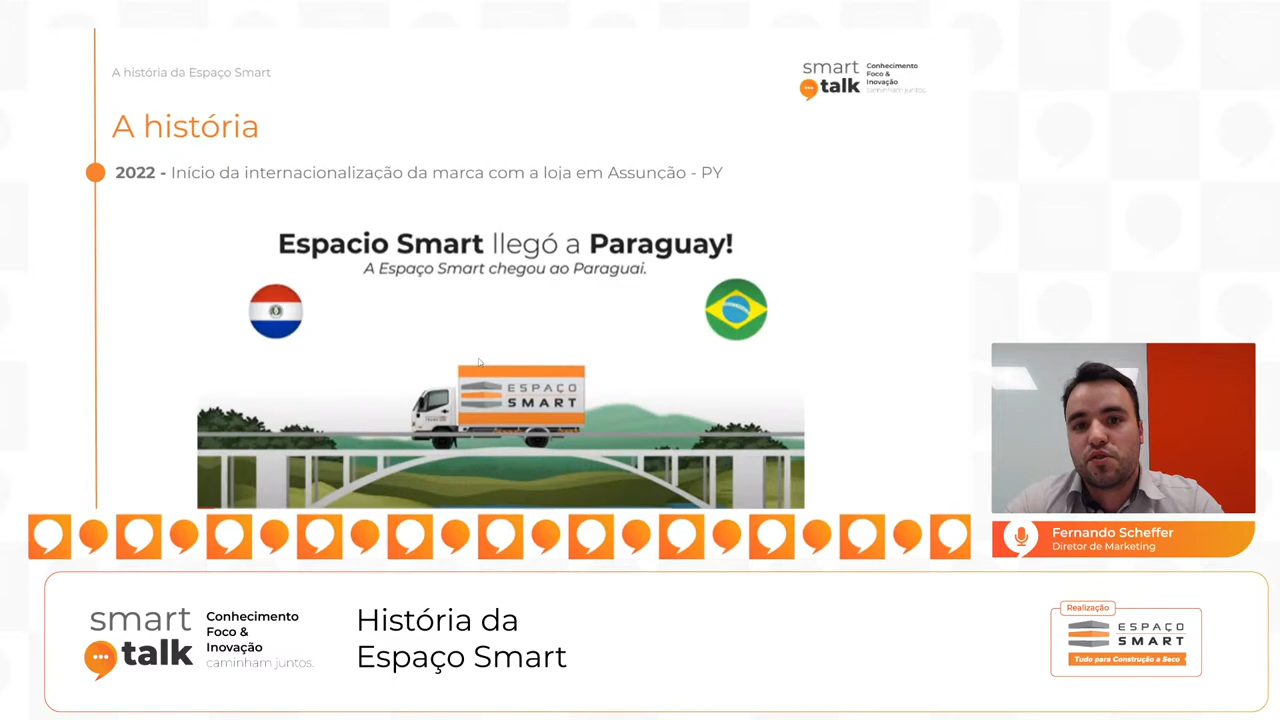 A história da Espaço Smart
smart
talk
Conhecimento
Foco &
Inovação
caminham juntos.
A história
2022 - Início da internacionalização da marca com a loja em Assunção - PY
Espacio Smart llegó a Paraguay!
A Espaço Smart chegou ao Paraguai.
ESPAÇO
SMART
Fernando Scheffer
Diretor de Marketing
smart
talk
Conhecimento
Foco &
Inovação
caminham juntos.
História da
Espaço Smart
Realização
ESPAÇO
SMART
Tudo para Construção a Seco